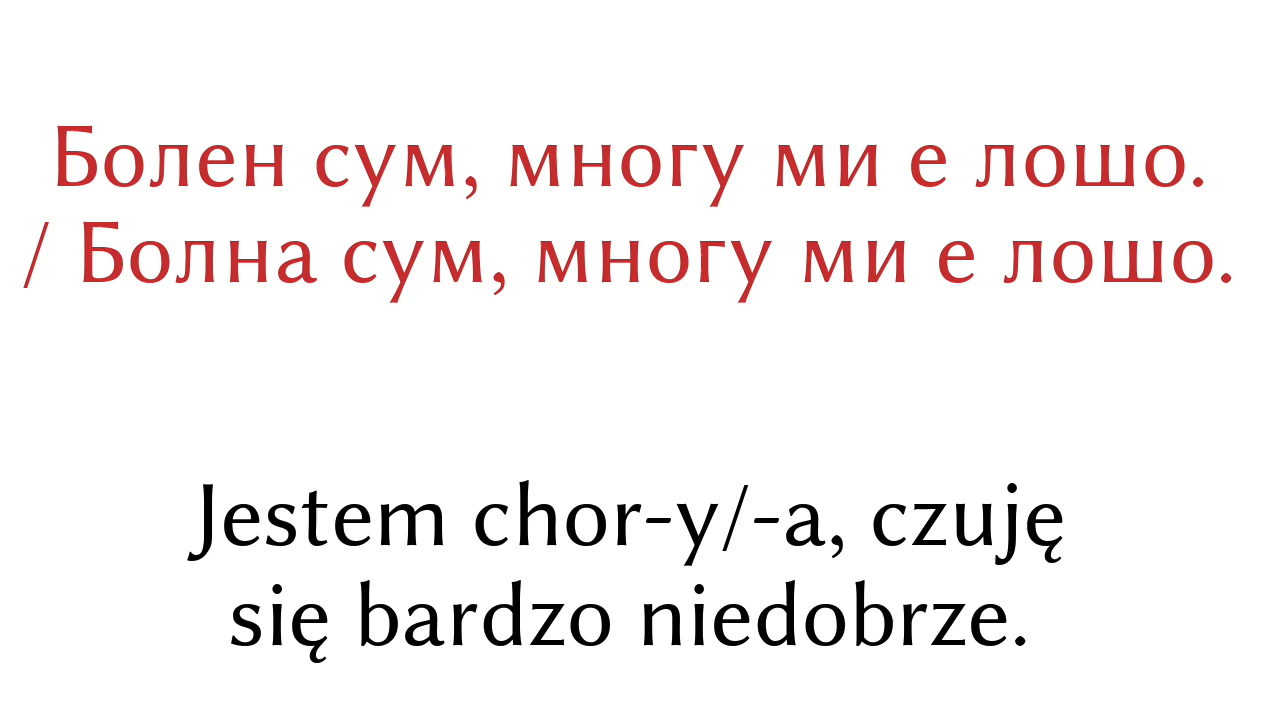 Болен сум, многу ми е лошо.
/ Болна сум, многу ми е лошо.
Jestem chor-y/-a, czuję
się bardzo niedobrze.